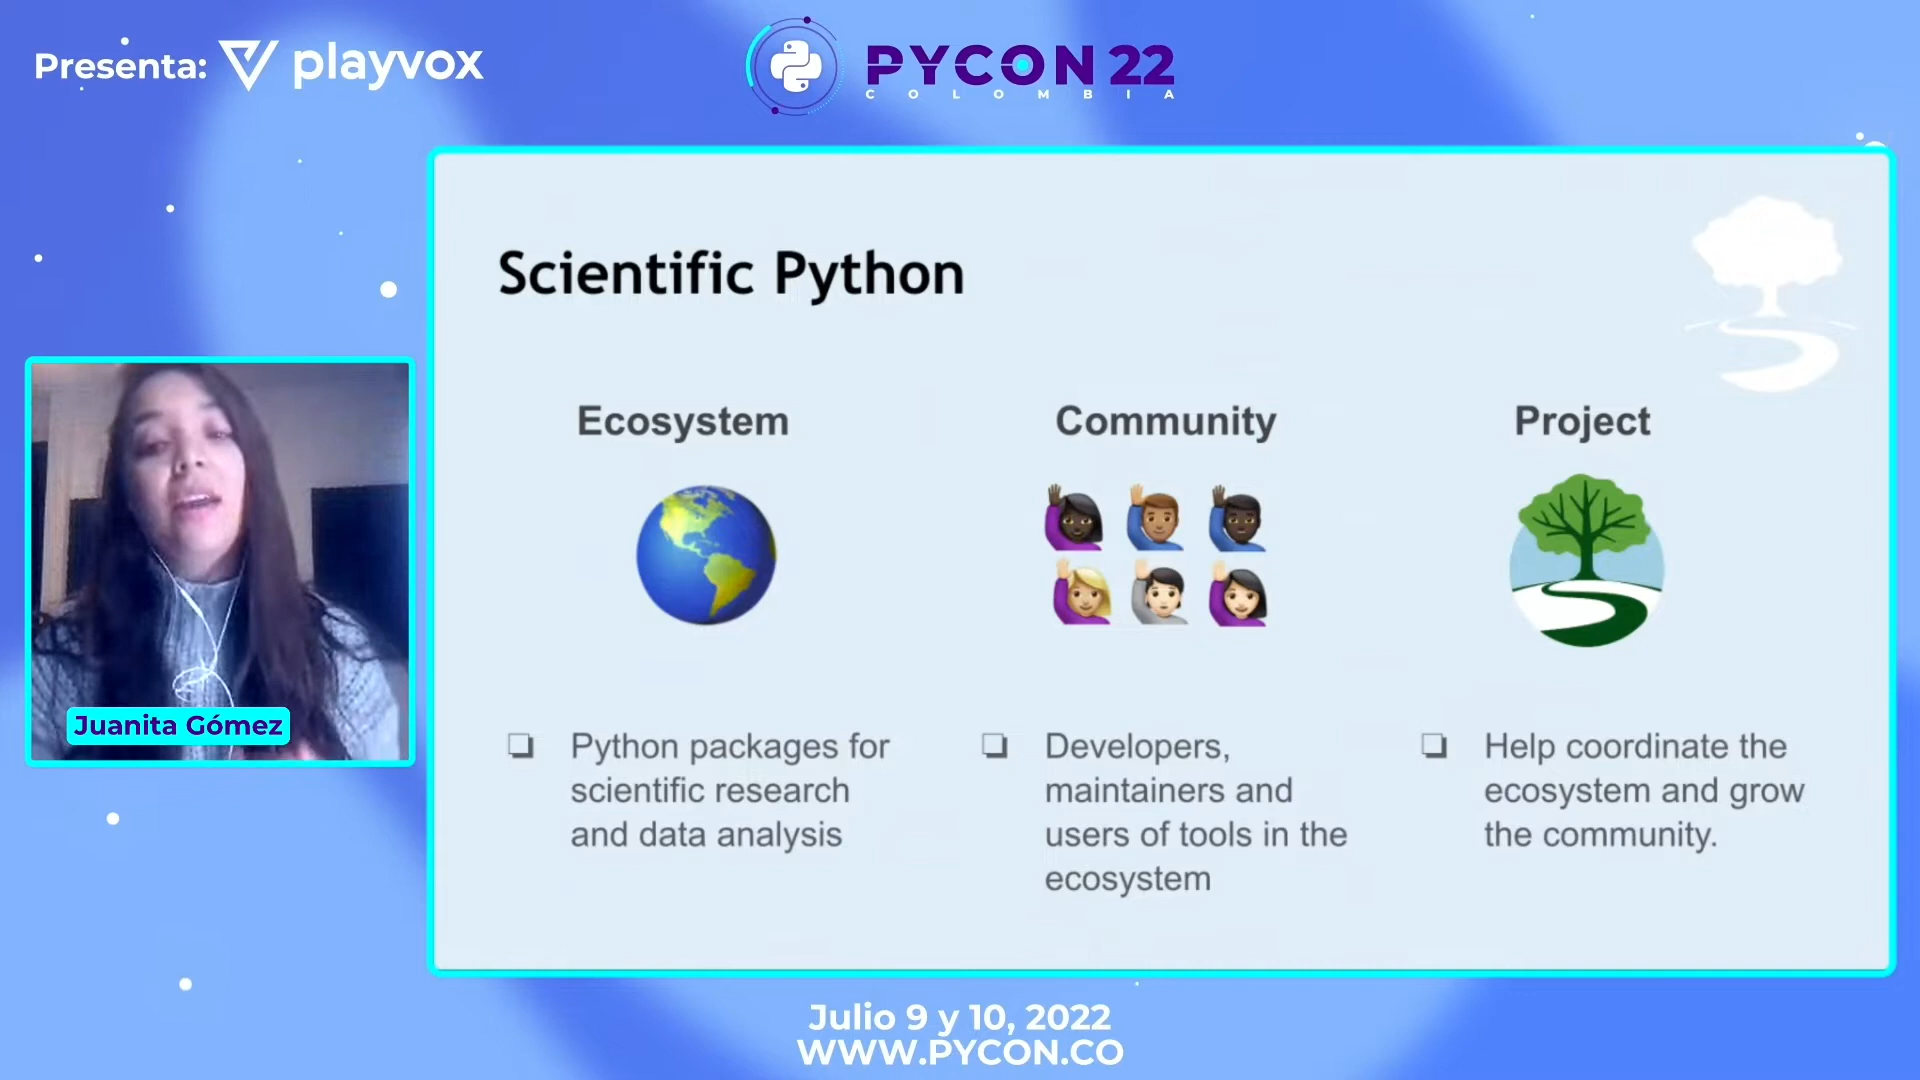 Presenta: playvox
PYCON 22
COLOMBIA
Scientific Python
Ecosystem
Community
Project
Python packages for
scientific research
and data analysis
Developers,
maintainers and
users of tools in the
ecosystem
Help coordinate the
ecosystem and grow
the community.
Juanita Gómez
Julio 9 y 10, 2022
WWW.PYCON.CO